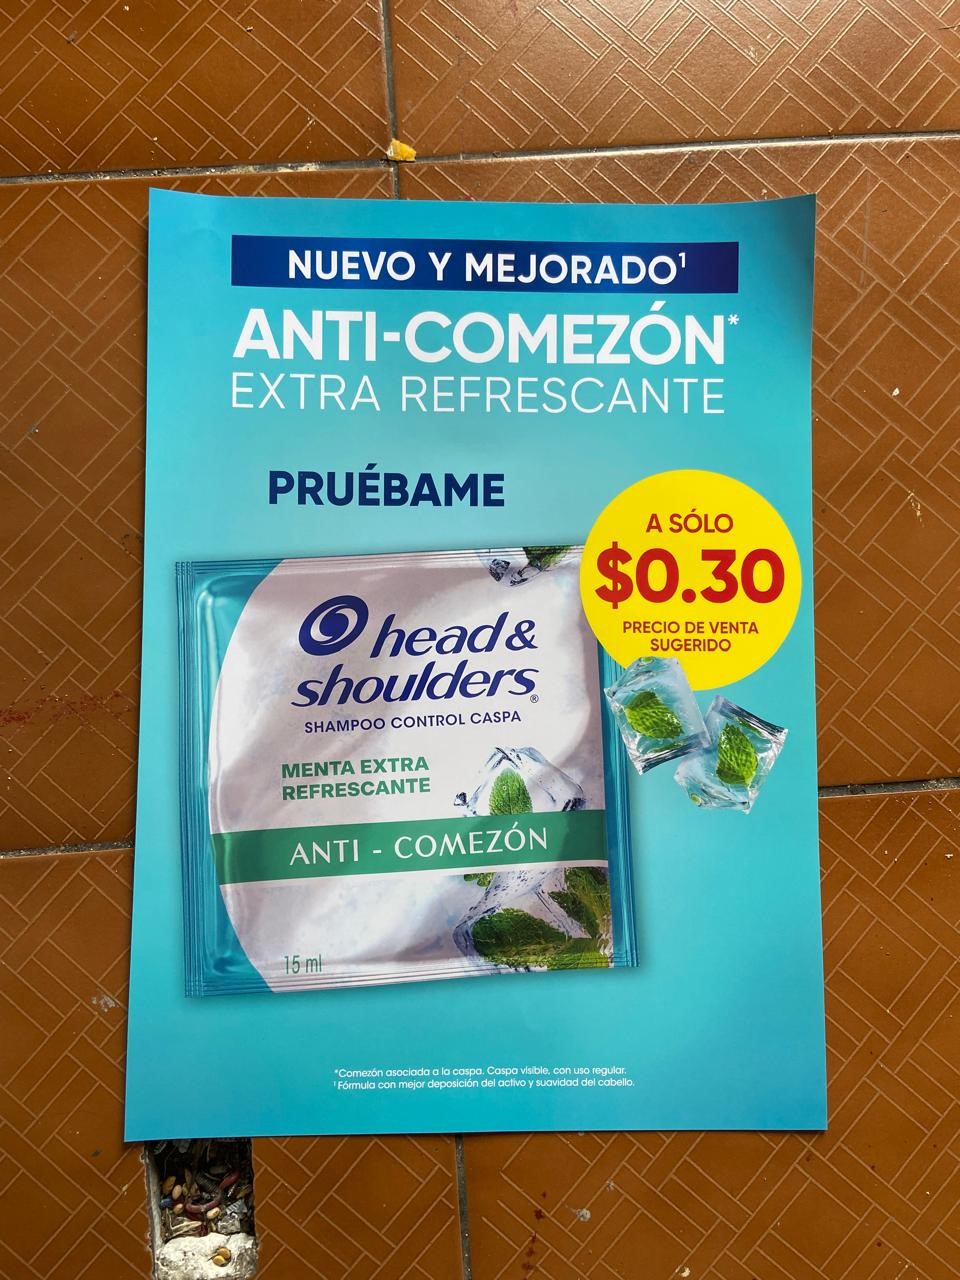 NUEVO Y MEJORADO¹
ANTI-COMEZÓN*
EXTRA REFRESCANTE
PRUÉBAME
A SÓLO
$0.30
PRECIO DE VENTA
SUGERIDO
head &
shoulders®
SHAMPOO CONTROL CASPA
MENTA EXTRA
REFRESCANTE
ANTI - COMEZÓN
15 ml
*Comezón asociada a la caspa. Caspa visible, con uso regular.
¹Fórmula con mejor deposición del activo y suavidad del cabello.